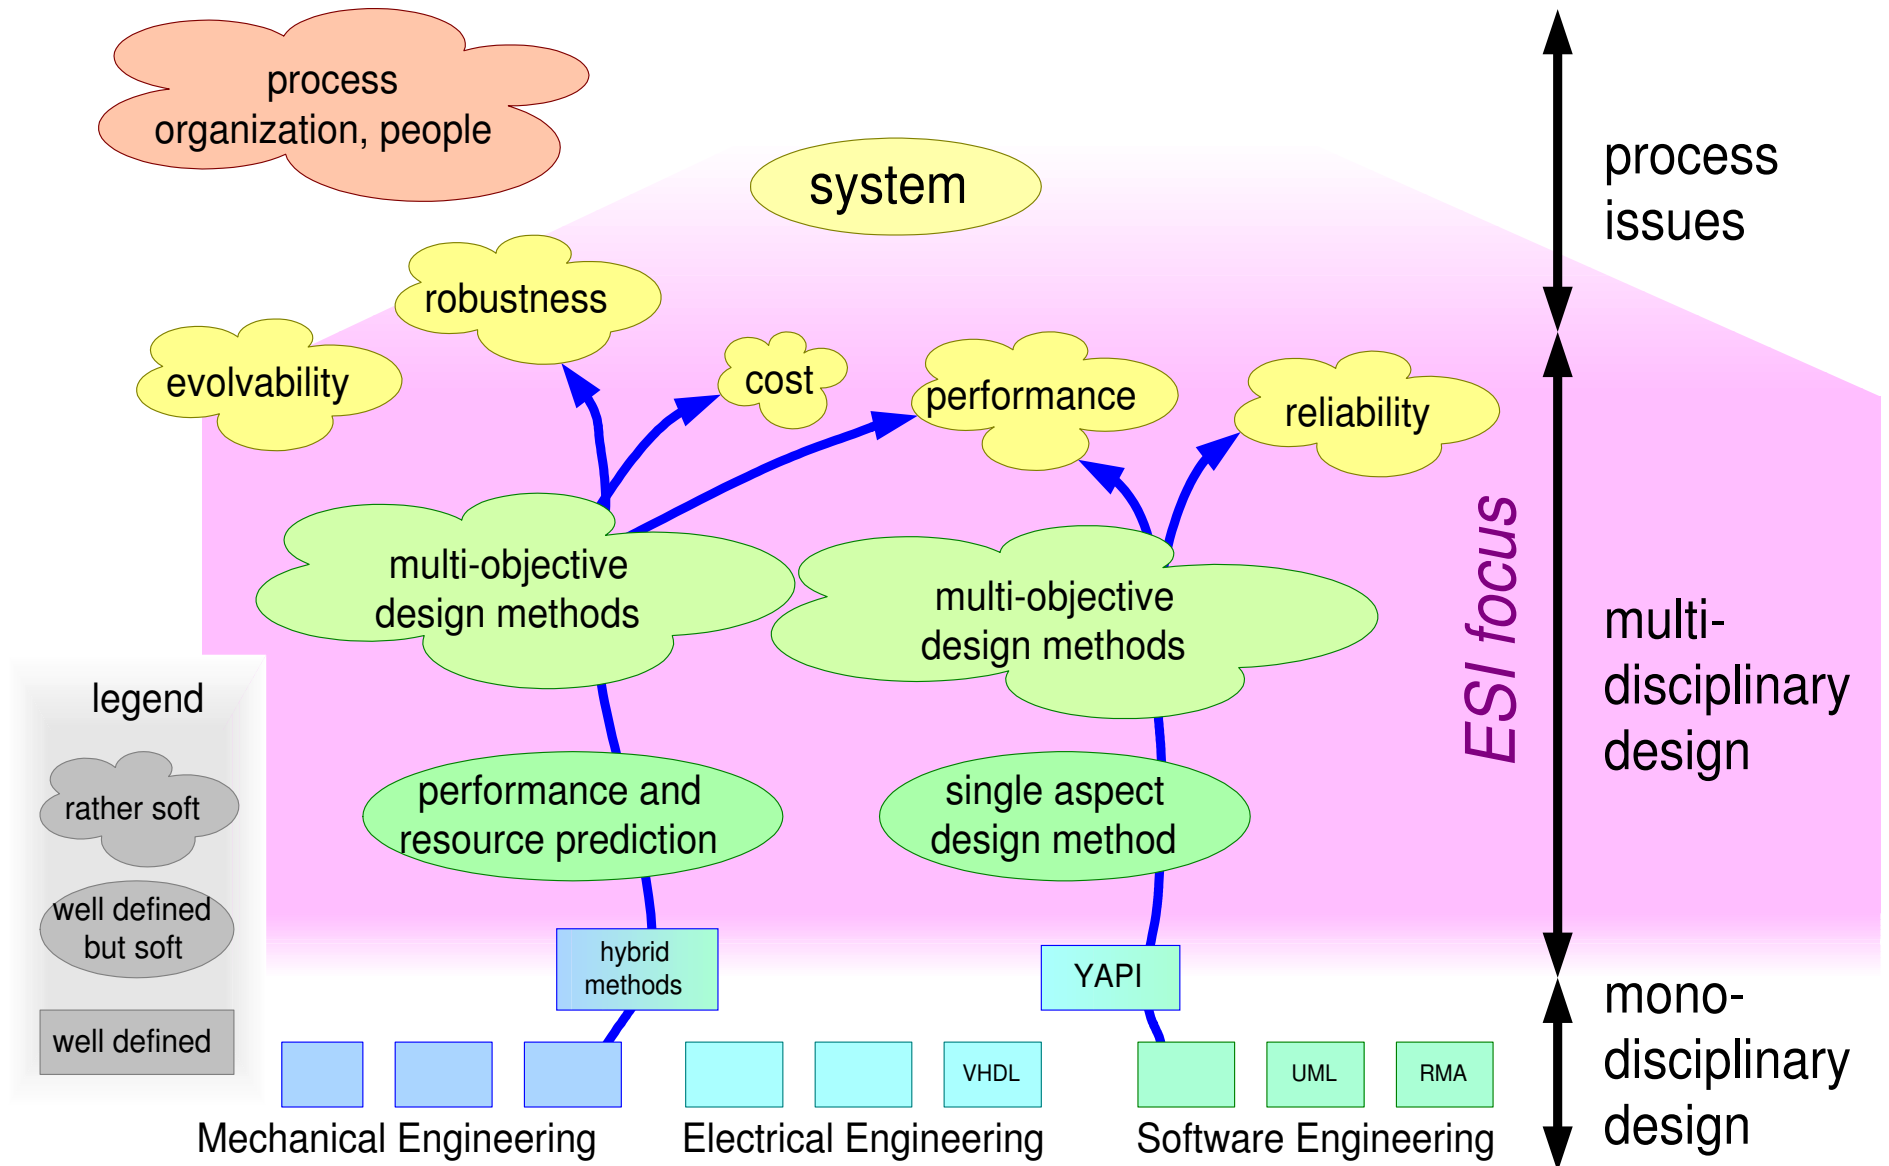 process
organization, people
system
process
issues
robustness
evolvability
cost
performance
reliability
multi-objective
design methods
multi-objective
design methods
ESI focus
multi-
disciplinary
design
legend
rather soft
well defined
but soft
well defined
performance and
resource prediction
single aspect
design method
hybrid
methods
YAPI
mono-
disciplinary
design
VHDL
UML
RMA
Mechanical Engineering
Electrical Engineering
Software Engineering